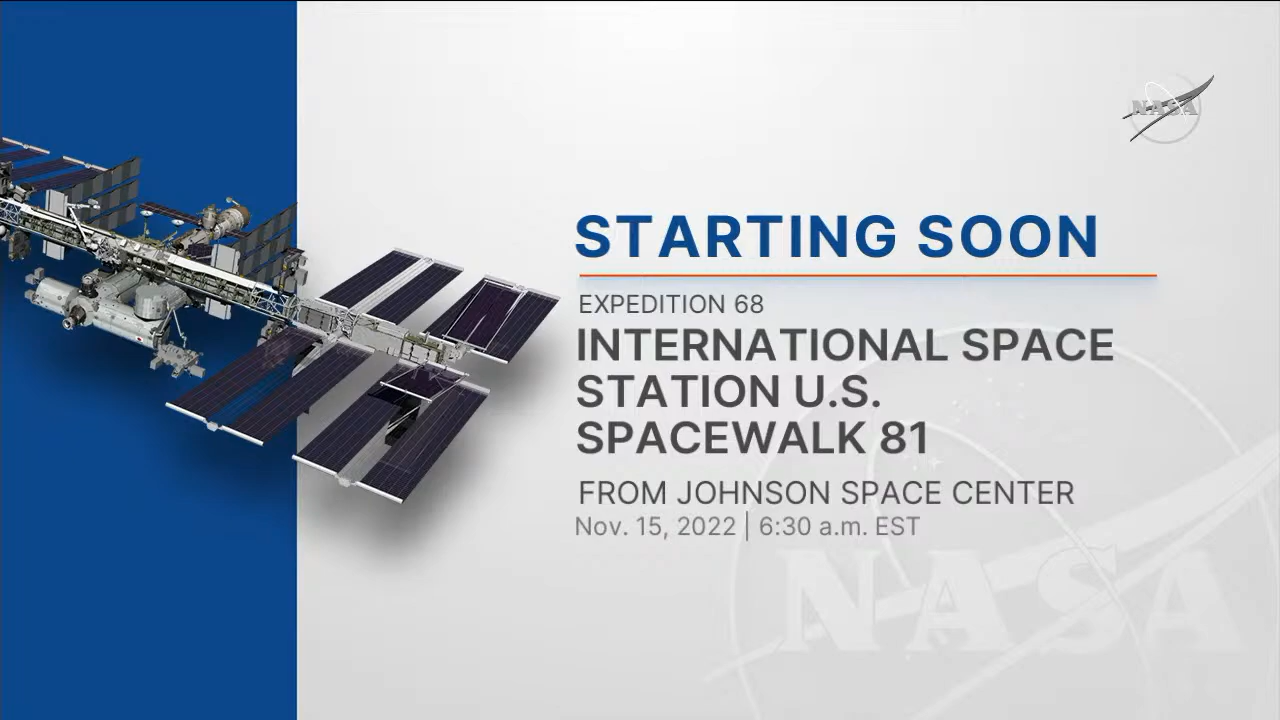 NASA
STARTING SOON
EXPEDITION 68
INTERNATIONAL SPACE
STATION U.S.
SPACEWALK 81
FROM JOHNSON SPACE CENTER
Nov. 15, 2022 | 6:30 a.m. EST
NASA